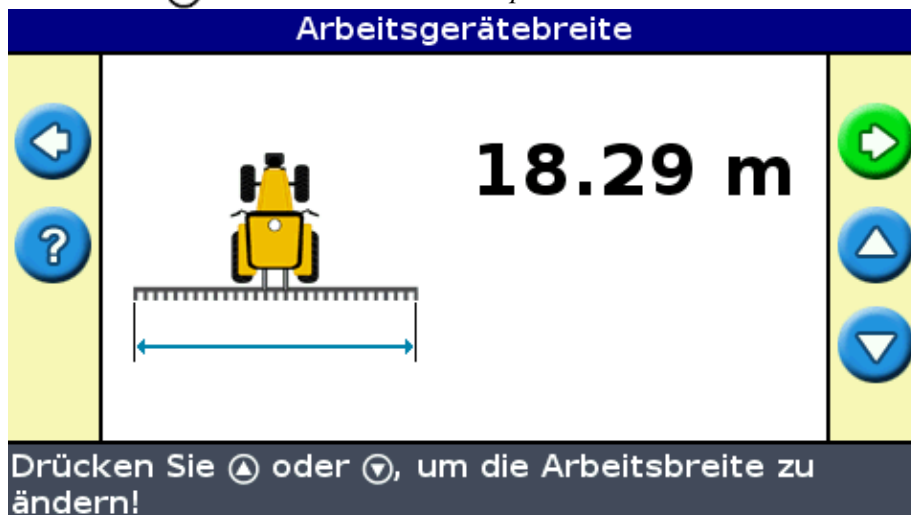 Arbeitsgerätebreite
18.29 m
?
Drücken Sie ▲ oder ▼, um die Arbeitsbreite zu
ändern!